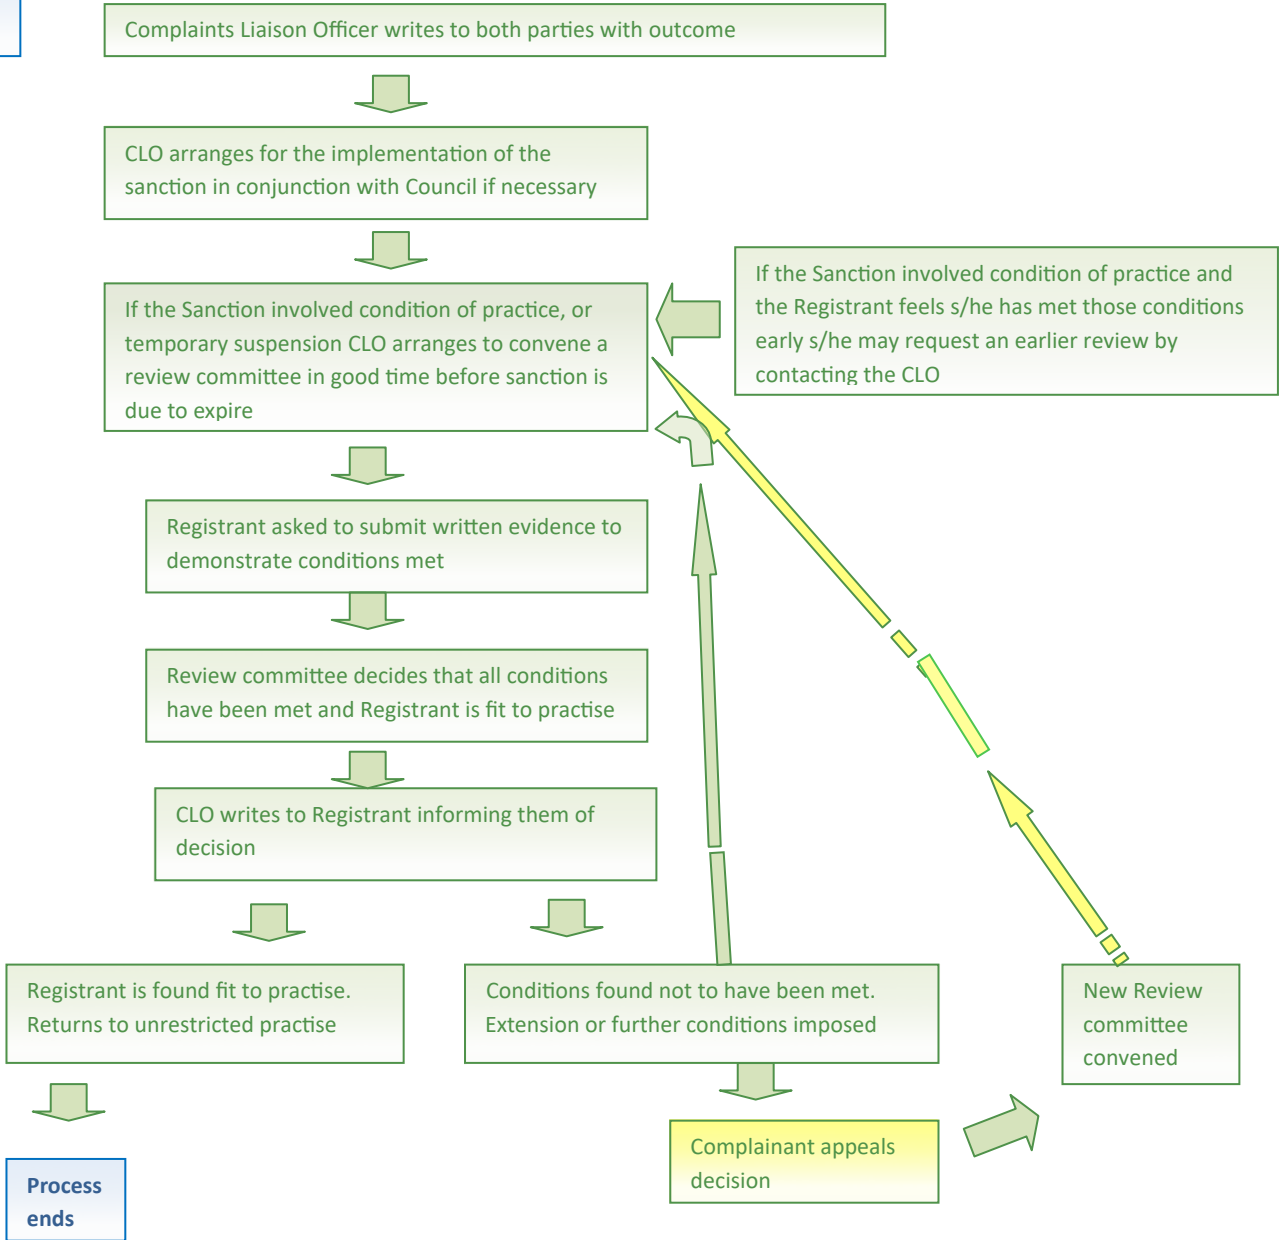 Complaints Liaison Officer writes to both parties with outcome
CLO arranges for the implementation of the
sanction in conjunction with Council if necessary
If the Sanction involved condition of practice, or
temporary suspension CLO arranges to convene a
review committee in good time before sanction is
due to expire
If the Sanction involved condition of practice and
the Registrant feels s/he has met those conditions
early s/he may request an earlier review by
contacting the CLO
Registrant asked to submit written evidence to
demonstrate conditions met
Review committee decides that all conditions
have been met and Registrant is fit to practise
CLO writes to Registrant informing them of
decision
Registrant is found fit to practise.
Returns to unrestricted practise
Conditions found not to have been met.
Extension or further conditions imposed
New Review
committee
convened
Complainant appeals
decision
Process
ends